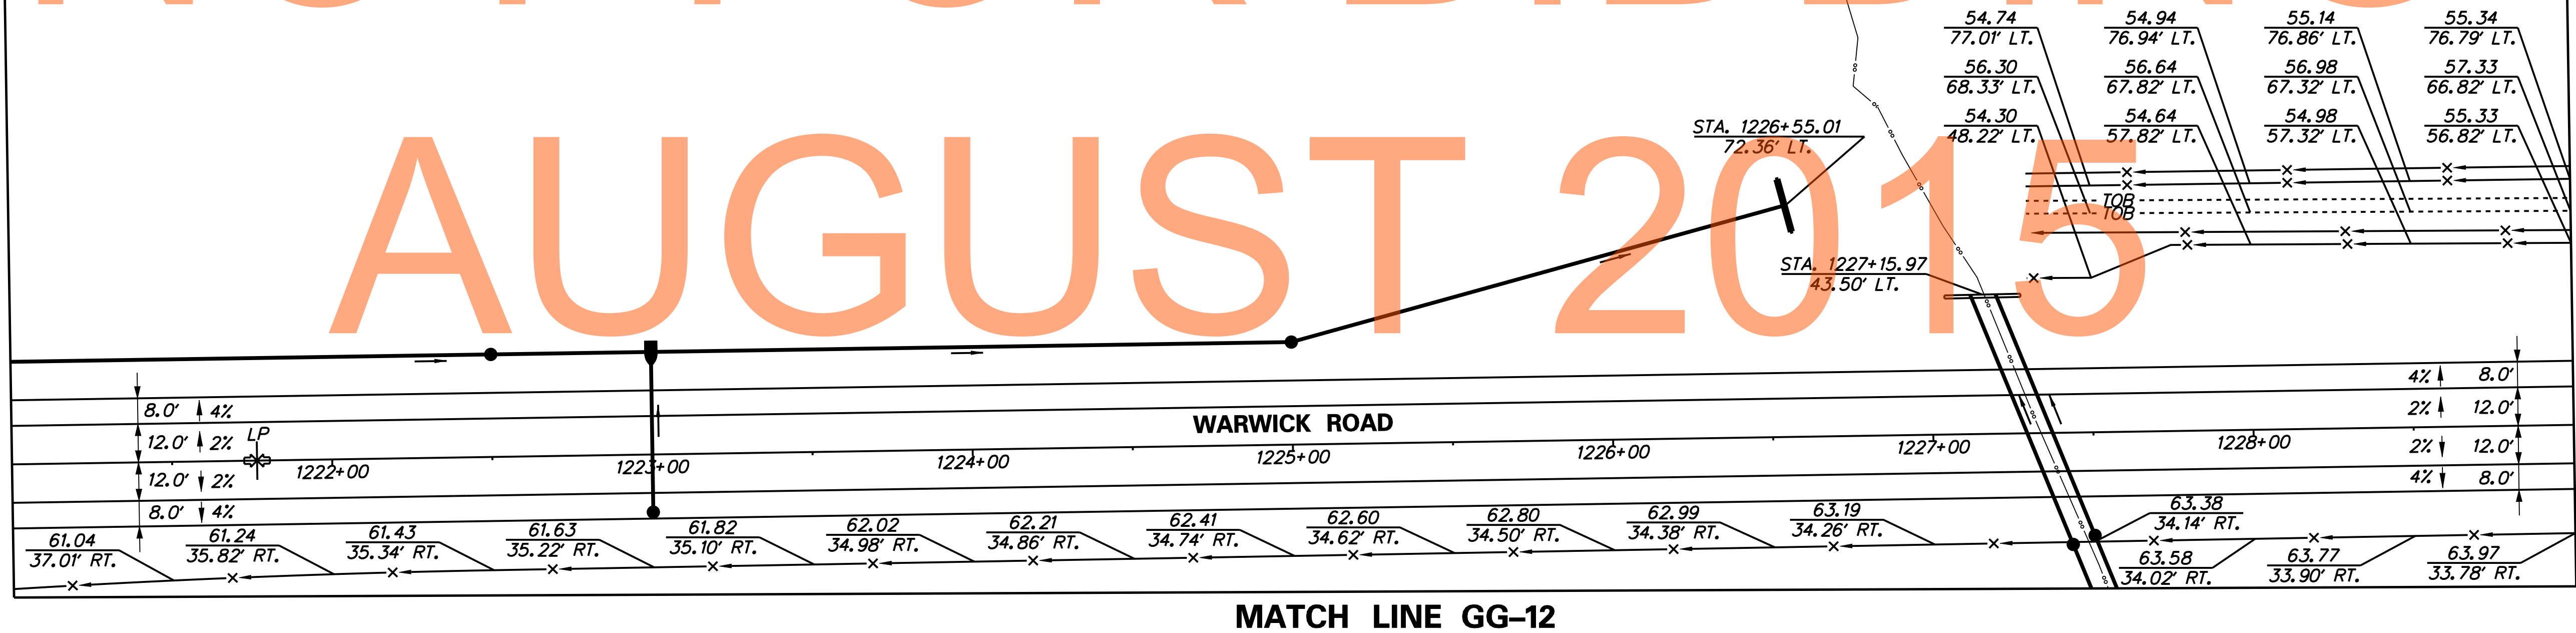 NOT FOR BIDDING
AUGUST 2015
54.74
77.01' LT.
54.94
76.94' LT.
55.14
76.86' LT.
55.34
76.79' LT.
56.30
68.33' LT.
56.64
67.82' LT.
56.98
67.32' LT.
57.33
66.82' LT.
54.30
48.22' LT.
54.64
57.82' LT.
54.98
57.32' LT.
55.33
56.82' LT.
STA. 1226+55.01
72.36' LT.
TOB
TOB
STA. 1227+15.97
43.50' LT.
8.0' 4%
12.0' 2%
LP
12.0' 2%
8.0' 4%
WARWICK ROAD
1222+00
1223+00
1224+00
1225+00
1226+00
1227+00
1228+00
4% 8.0'
2% 12.0'
2% 12.0'
4% 8.0'
61.04
37.01' RT.
61.24
35.82' RT.
61.43
35.34' RT.
61.63
35.22' RT.
61.82
35.10' RT.
62.02
34.98' RT.
62.21
34.86' RT.
62.41
34.74' RT.
62.60
34.62' RT.
62.80
34.50' RT.
62.99
34.38' RT.
63.19
34.26' RT.
63.38
34.14' RT.
63.58
34.02' RT.
63.77
33.90' RT.
63.97
33.78' RT.
MATCH LINE GG–12